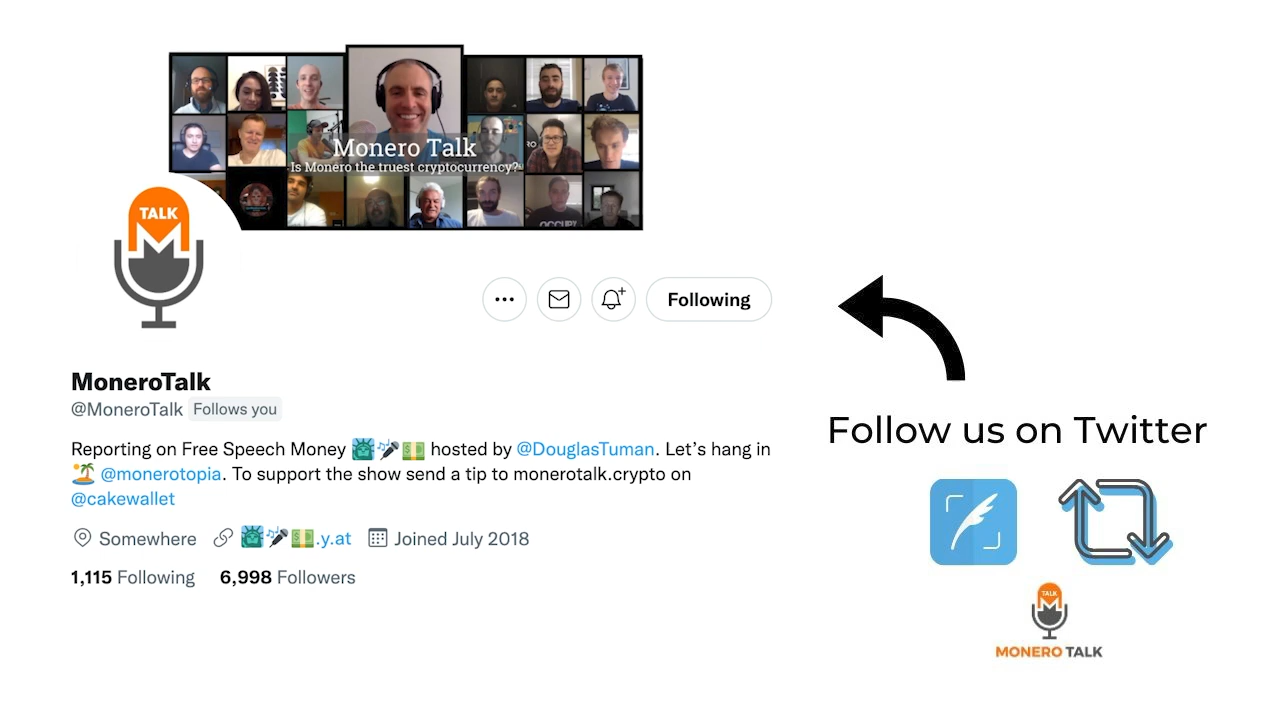 Monero Talk
Is Monero the truest cryptocurrency?
TALK
Following
MoneroTalk
@MoneroTalk Follows you
Reporting on Free Speech Money 🗽🎤💵 hosted by @DouglasTuman. Let’s hang in
🏝️ @monerotopia. To support the show send a tip to monerotalk.crypto on
@cakewallet
Somewhere 🗽🎤💵.y.at Joined July 2018
1,115 Following 6,998 Followers
Follow us on Twitter
TALK
MONERO TALK